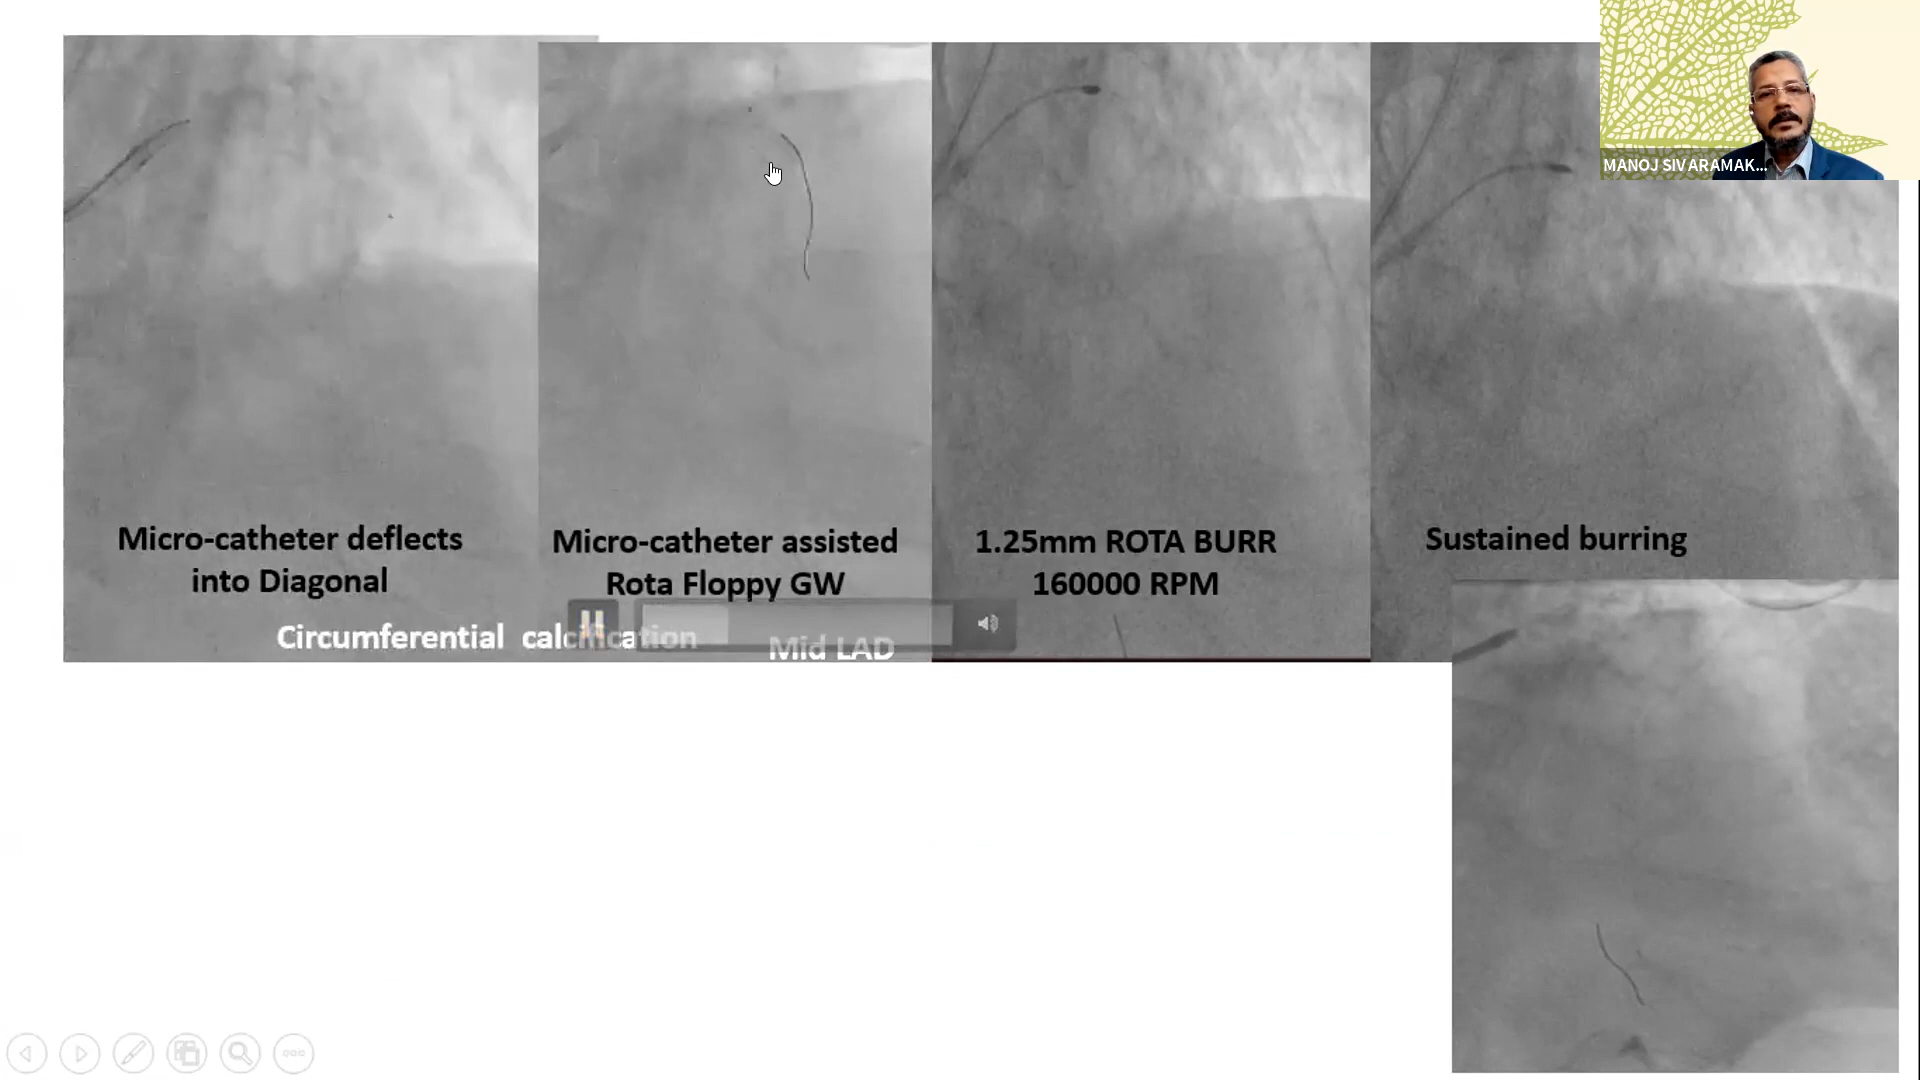 MANOJ SIVARAMAK...
Micro-catheter deflects
into Diagonal
Micro-catheter assisted
Rota Floppy GW
1.25mm ROTA BURR
160000 RPM
Sustained burring
Circumferential calcification
Mid LAD